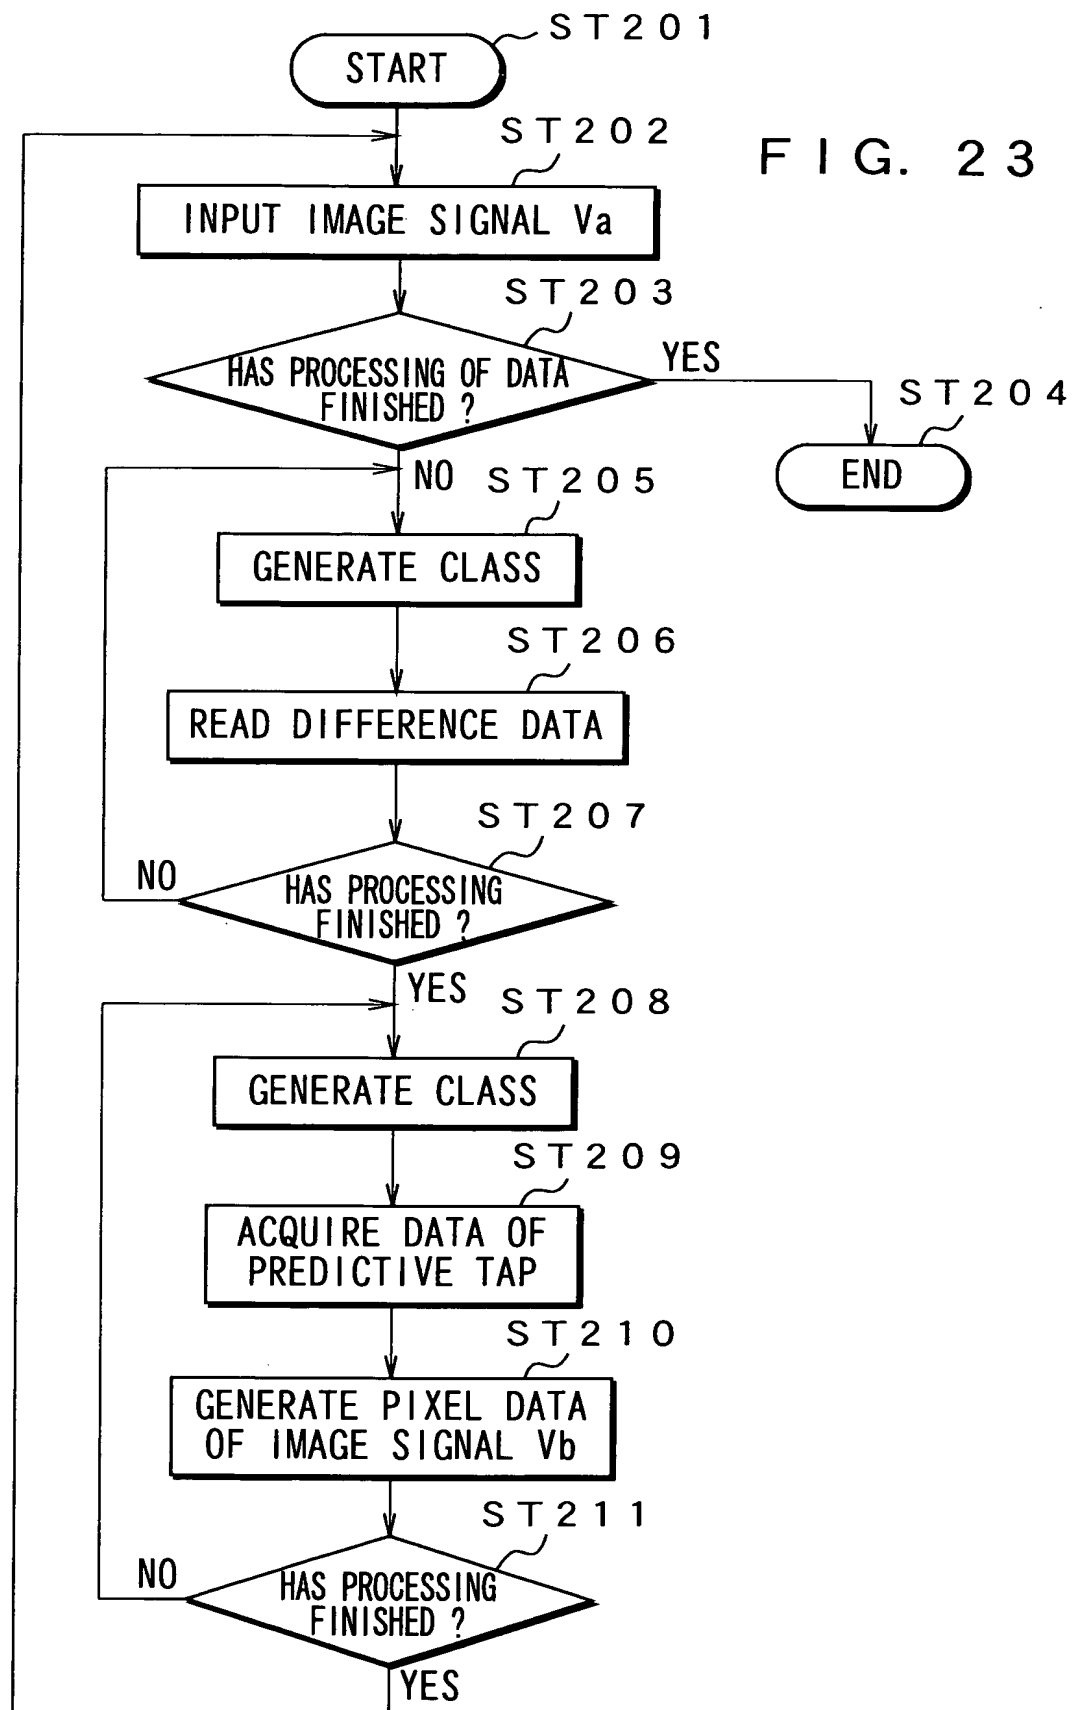 ST201
START
ST202
FIG. 23
INPUT IMAGE SIGNAL Va
ST203
HAS PROCESSING OF DATA
FINISHED ?
YES
ST204
END
NO
ST205
GENERATE CLASS
ST206
READ DIFFERENCE DATA
ST207
NO
HAS PROCESSING
FINISHED ?
YES
ST208
GENERATE CLASS
ST209
ACQUIRE DATA OF
PREDICTIVE TAP
ST210
GENERATE PIXEL DATA
OF IMAGE SIGNAL Vb
ST211
NO
HAS PROCESSING
FINISHED ?
YES